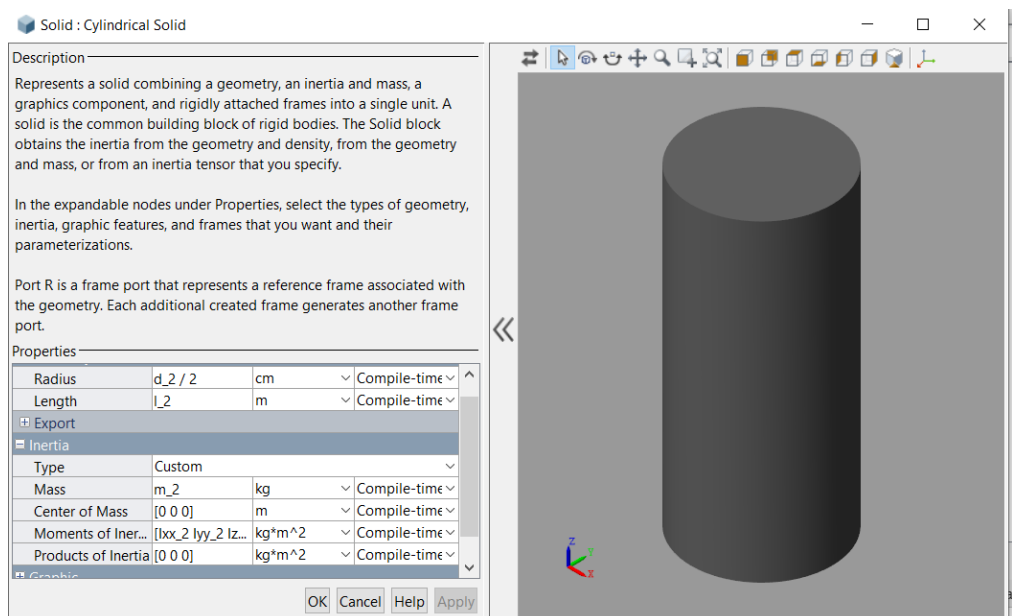 Solid : Cylindrical Solid
Description
Represents a solid combining a geometry, an inertia and mass, a
graphics component, and rigidly attached frames into a single unit. A
solid is the common building block of rigid bodies. The Solid block
obtains the inertia from the geometry and density, from the geometry
and mass, or from an inertia tensor that you specify.
In the expandable nodes under Properties, select the types of geometry,
inertia, graphic features, and frames that you want and their
parameterizations.
Port R is a frame port that represents a reference frame associated with
the geometry. Each additional created frame generates another frame
port.
Properties
Radius d_2 / 2 cm Compile-time
Length l_2 m Compile-time
Export
Inertia
Type Custom
Mass m_2 kg Compile-time
Center of Mass [0 0 0] m Compile-time
Moments of Iner... [Ixx_2 Iyy_2 Iz... kg*m^2 Compile-time
Products of Inertia [0 0 0] kg*m^2 Compile-time
Graphic
OK Cancel Help Apply
z
y
x